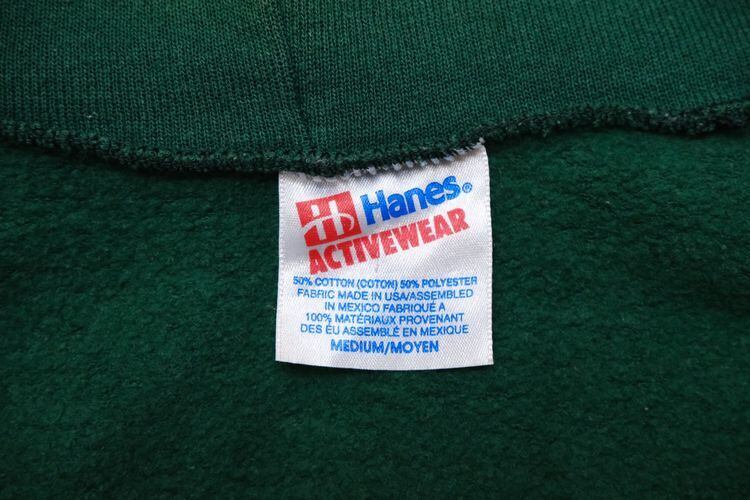 Hanes®
ACTIVEWEAR
50% COTTON (COTON) 50% POLYESTER
FABRIC MADE IN USA/ASSEMBLED
IN MEXICO FABRIQUÉ A
100% MATÉRIAUX PROVENANT
DES ÉU ASSEMBLÉ EN MEXIQUE
MEDIUM/MOYEN